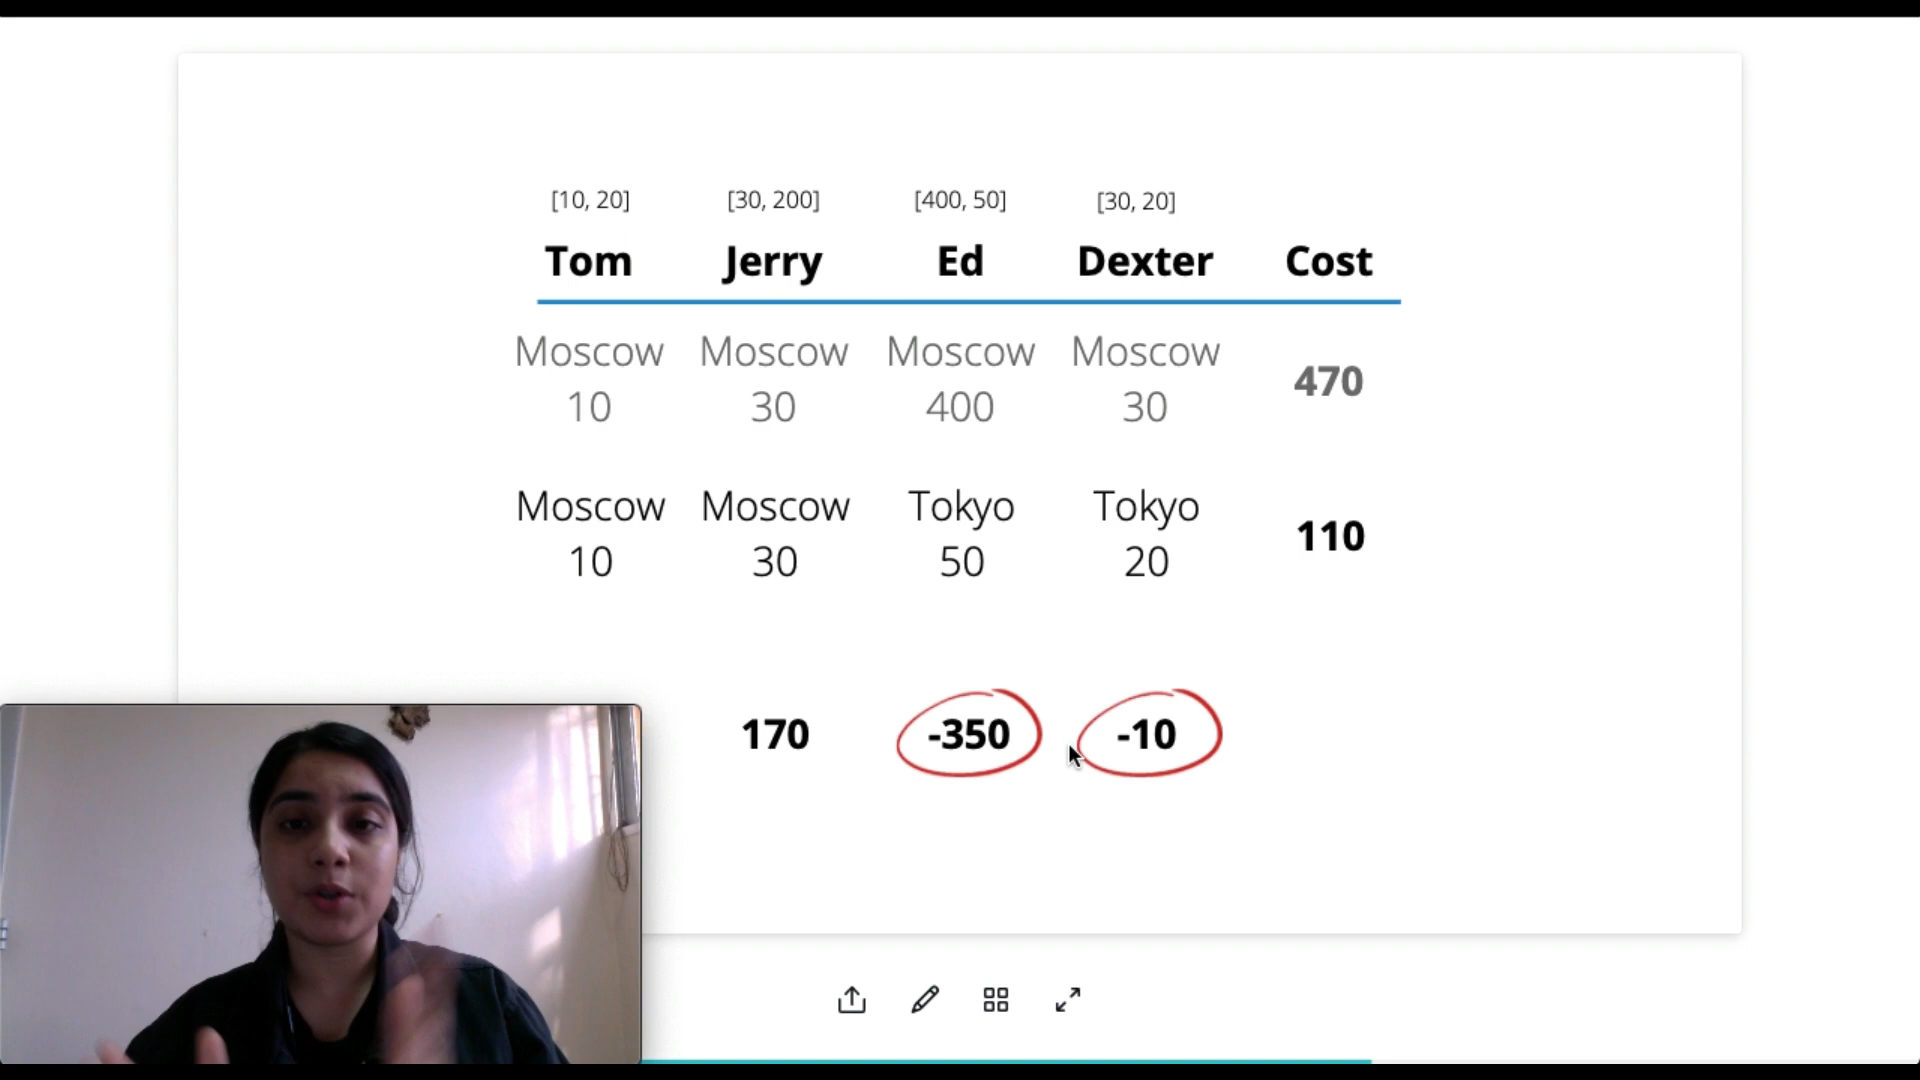 [10, 20] [30, 200] [400, 50] [30, 20]
Tom Jerry Ed Dexter Cost
Moscow Moscow Moscow Moscow
10 30 400 30 470
Moscow Moscow Tokyo Tokyo
10 30 50 20 110
170 -350 -10